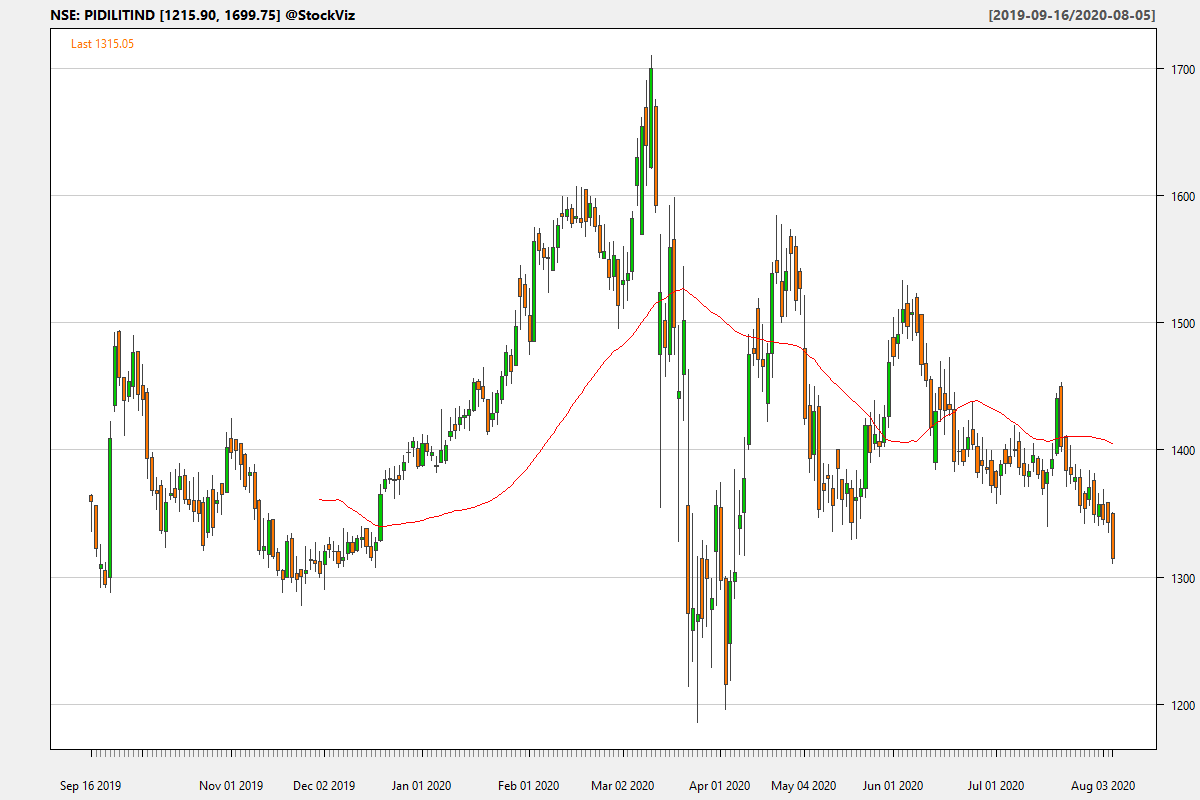 NSE: PIDILITIND [1215.90, 1699.75] @StockViz [2019-09-16/2020-08-05]
Last 1315.05
1700
1600
1500
1400
1300
1200
Sep 16 2019 Nov 01 2019 Dec 02 2019 Jan 01 2020 Feb 01 2020 Mar 02 2020 Apr 01 2020 May 04 2020 Jun 01 2020 Jul 01 2020 Aug 03 2020